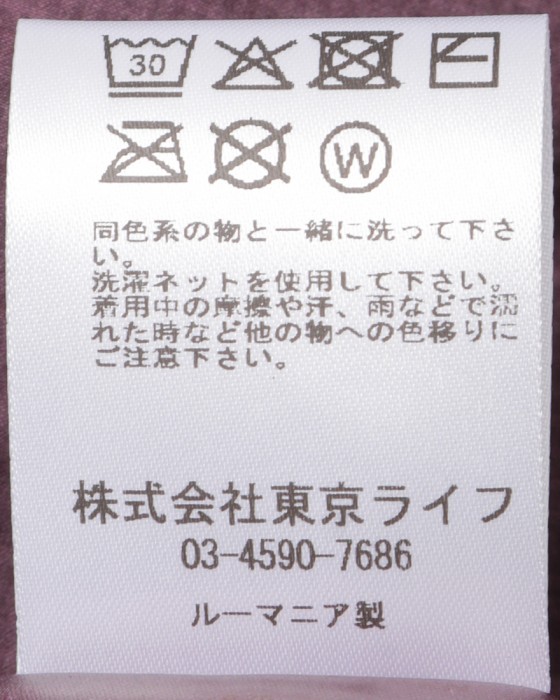 30
W
同色系の物と一緒に洗って下さ
い。
洗濯ネットを使用して下さい。
着用中の摩擦や汗、雨などで濡
れた時など他の物への色移りに
ご注意下さい。
株式会社東京ライフ
03-4590-7686
ルーマニア製